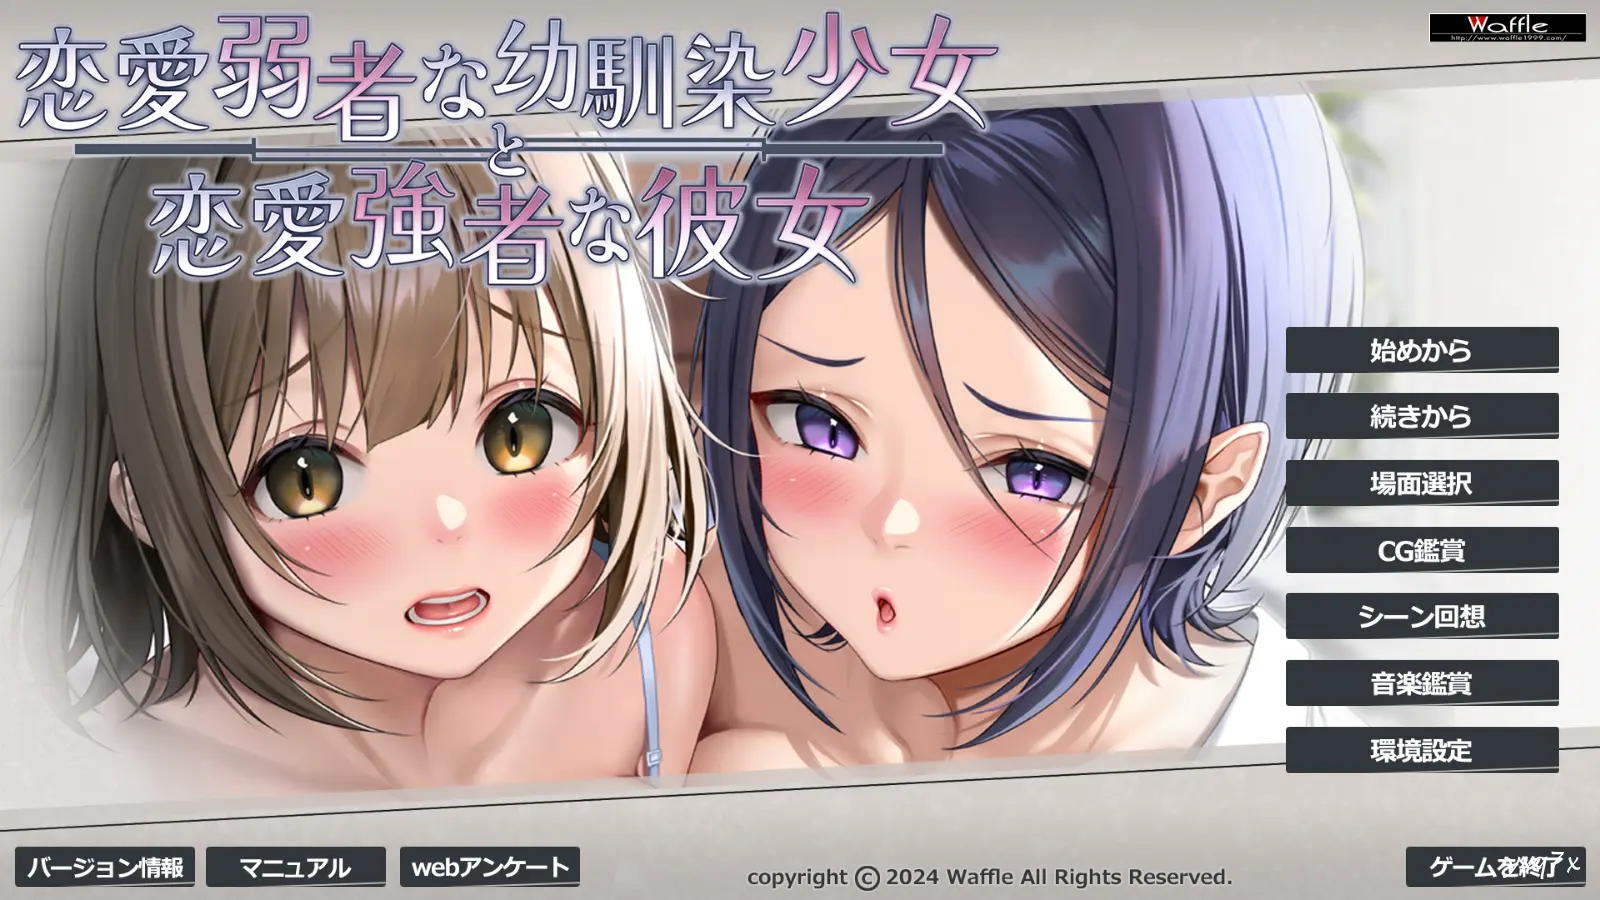 恋愛弱者な幼馴染少女
と
恋愛強者な彼女
Waffle
http://www.waffle1999.com/
始めから
続きから
場面選択
CG鑑賞
シーン回想
音楽鑑賞
環境設定
バージョン情報
マニュアル
webアンケート
copyright © 2024 Waffle All Rights Reserved.
ゲームを終了